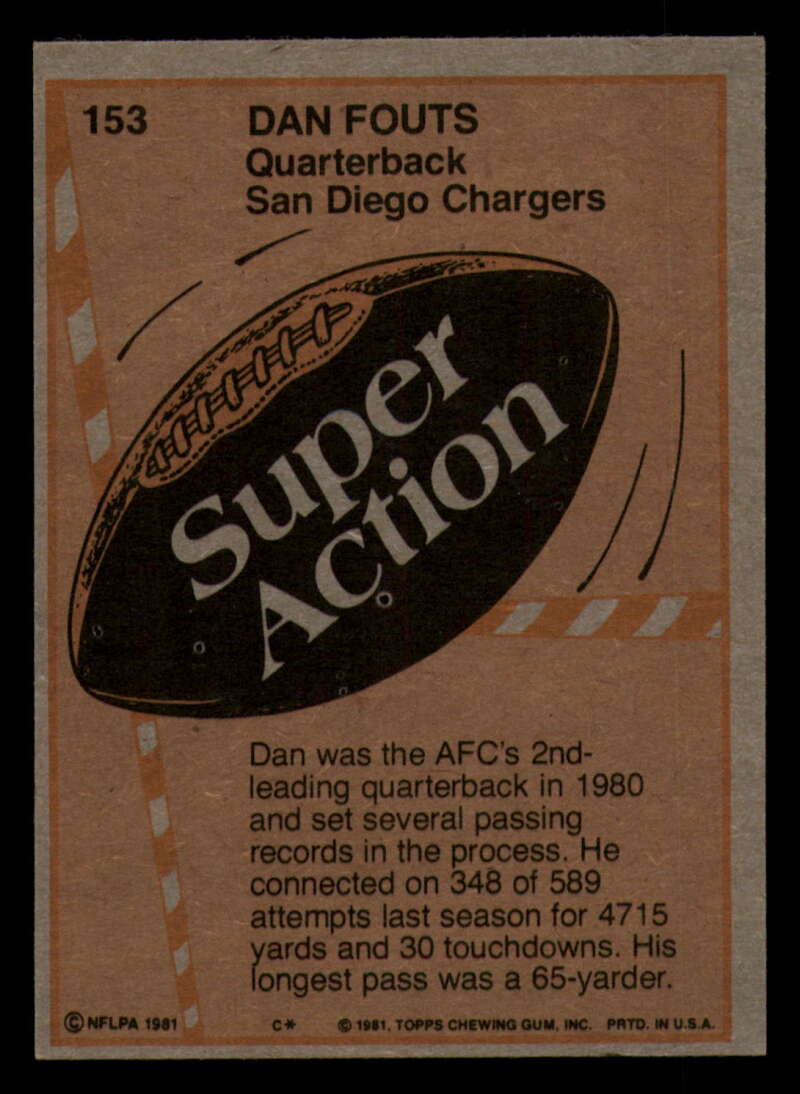 153
DAN FOUTS
Quarterback
San Diego Chargers
Super
Action
Dan was the AFC's 2nd-
leading quarterback in 1980
and set several passing
records in the process. He
connected on 348 of 589
attempts last season for 4715
yards and 30 touchdowns. His
longest pass was a 65-yarder.
© NFLPA 1981 C* © 1981, TOPPS CHEWING GUM, INC. PRTD. IN U.S.A.